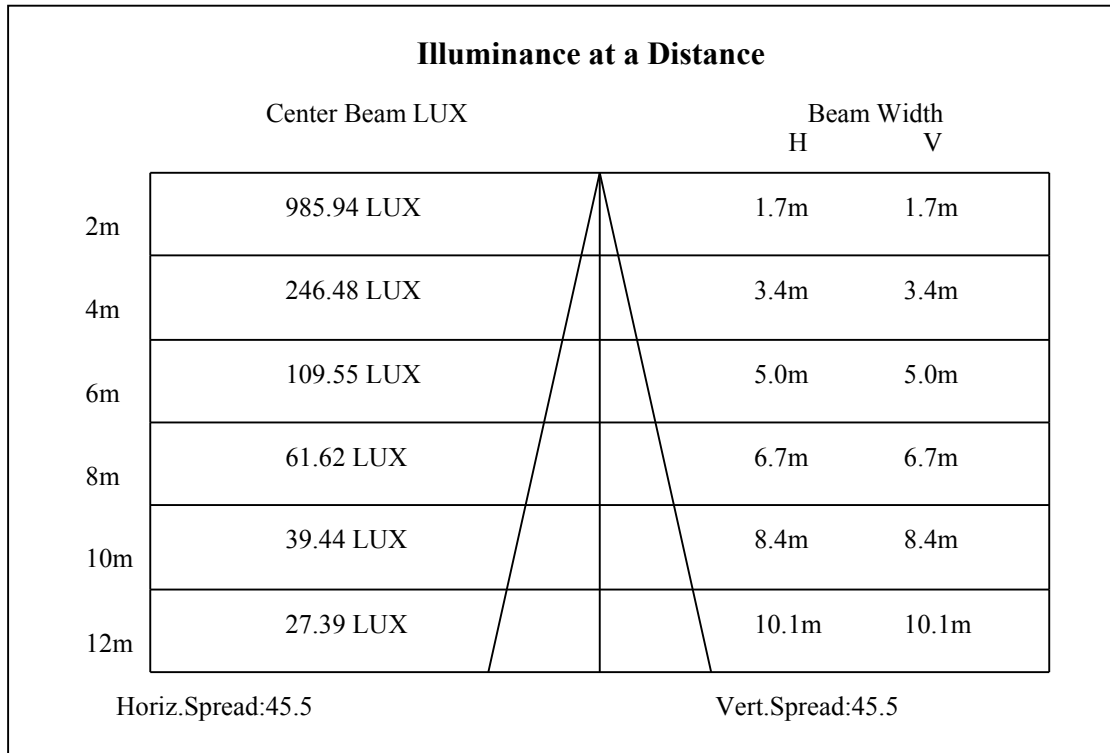 Illuminance at a Distance
Center Beam LUX Beam Width
H V
2m 985.94 LUX 1.7m 1.7m
4m 246.48 LUX 3.4m 3.4m
6m 109.55 LUX 5.0m 5.0m
8m 61.62 LUX 6.7m 6.7m
10m 39.44 LUX 8.4m 8.4m
12m 27.39 LUX 10.1m 10.1m
Horiz.Spread:45.5 Vert.Spread:45.5